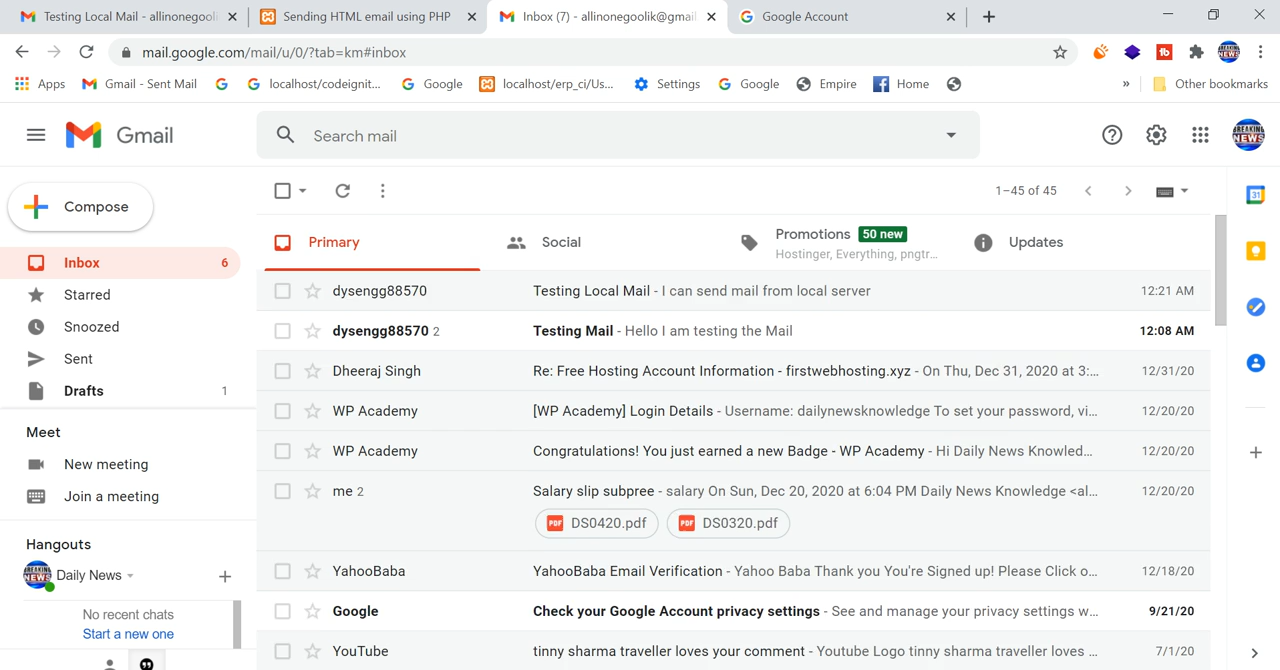 Testing Local Mail - allinonegooli
Sending HTML email using PHP
Inbox (7) - allinonegoolik@gmail
Google Account
mail.google.com/mail/u/0/?tab=km#inbox
Apps
Gmail - Sent Mail
localhost/codeignit...
Google
localhost/erp_ci/Us...
Settings
Google
Empire
Home
»
Other bookmarks
Gmail
Search mail
Compose
1–45 of 45
Inbox 6
Starred
Snoozed
Sent
Drafts 1
Meet
New meeting
Join a meeting
Hangouts
Daily News
No recent chats
Start a new one
Primary
Social
Promotions 50 new
Hostinger, Everything, pngtr...
Updates
dysengg88570 Testing Local Mail - I can send mail from local server 12:21 AM
dysengg88570 2 Testing Mail - Hello I am testing the Mail 12:08 AM
Dheeraj Singh Re: Free Hosting Account Information - firstwebhosting.xyz - On Thu, Dec 31, 2020 at 3:... 12/31/20
WP Academy [WP Academy] Login Details - Username: dailynewsknowledge To set your password, vi... 12/20/20
WP Academy Congratulations! You just earned a new Badge - WP Academy - Hi Daily News Knowled... 12/20/20
me 2 Salary slip subpree - salary On Sun, Dec 20, 2020 at 6:04 PM Daily News Knowledge <al... 12/20/20
PDF DS0420.pdf PDF DS0320.pdf
YahooBaba YahooBaba Email Verification - Yahoo Baba Thank you You're Signed up! Please Click o... 12/18/20
Google Check your Google Account privacy settings - See and manage your privacy settings w... 9/21/20
YouTube tinny sharma traveller loves your comment - Youtube Logo tinny sharma traveller loves ... 7/1/20
BREAKING NEWS
31